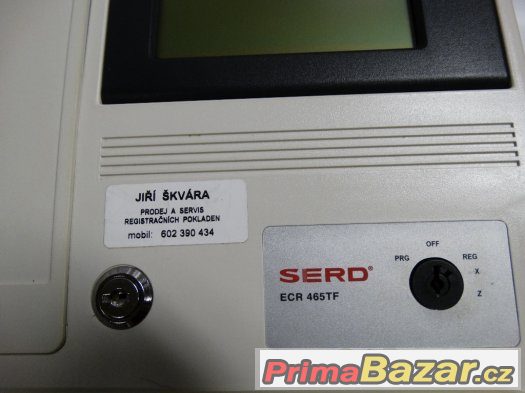 JIŘÍ ŠKVÁRA
PRODEJ A SERVIS
REGISTRAČNÍCH POKLADEN
mobil: 602 390 434
OFF
PRG REG
X
Z
SERD®
ECR 465TF
PrimaBazar.cz